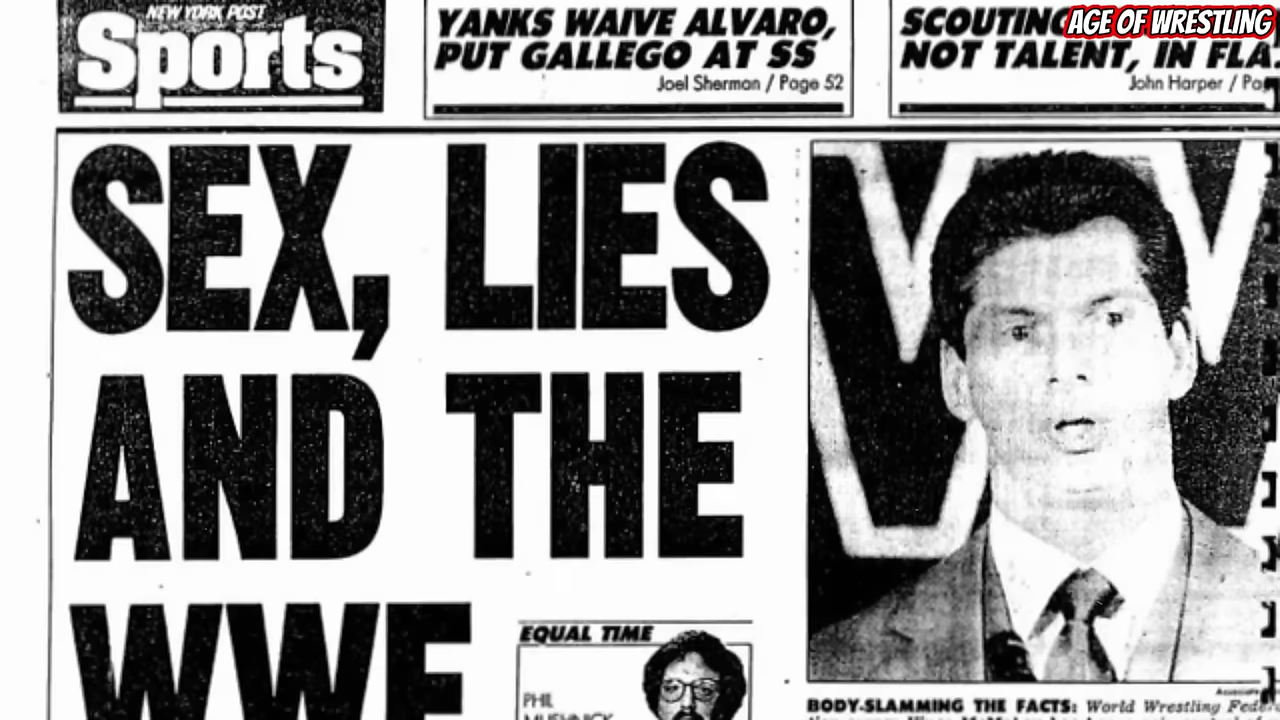 NEW YORK POST
Sports
YANKS WAIVE ALVARO,
PUT GALLEGO AT SS
Joel Sherman / Page 52
SCOUTING
NOT TALENT, IN FLA.
John Harper /
AGE OF WRESTLING
SEX, LIES
AND THE
EQUAL TIME
PHIL
BODY-SLAMMING THE FACTS: World Wrestling